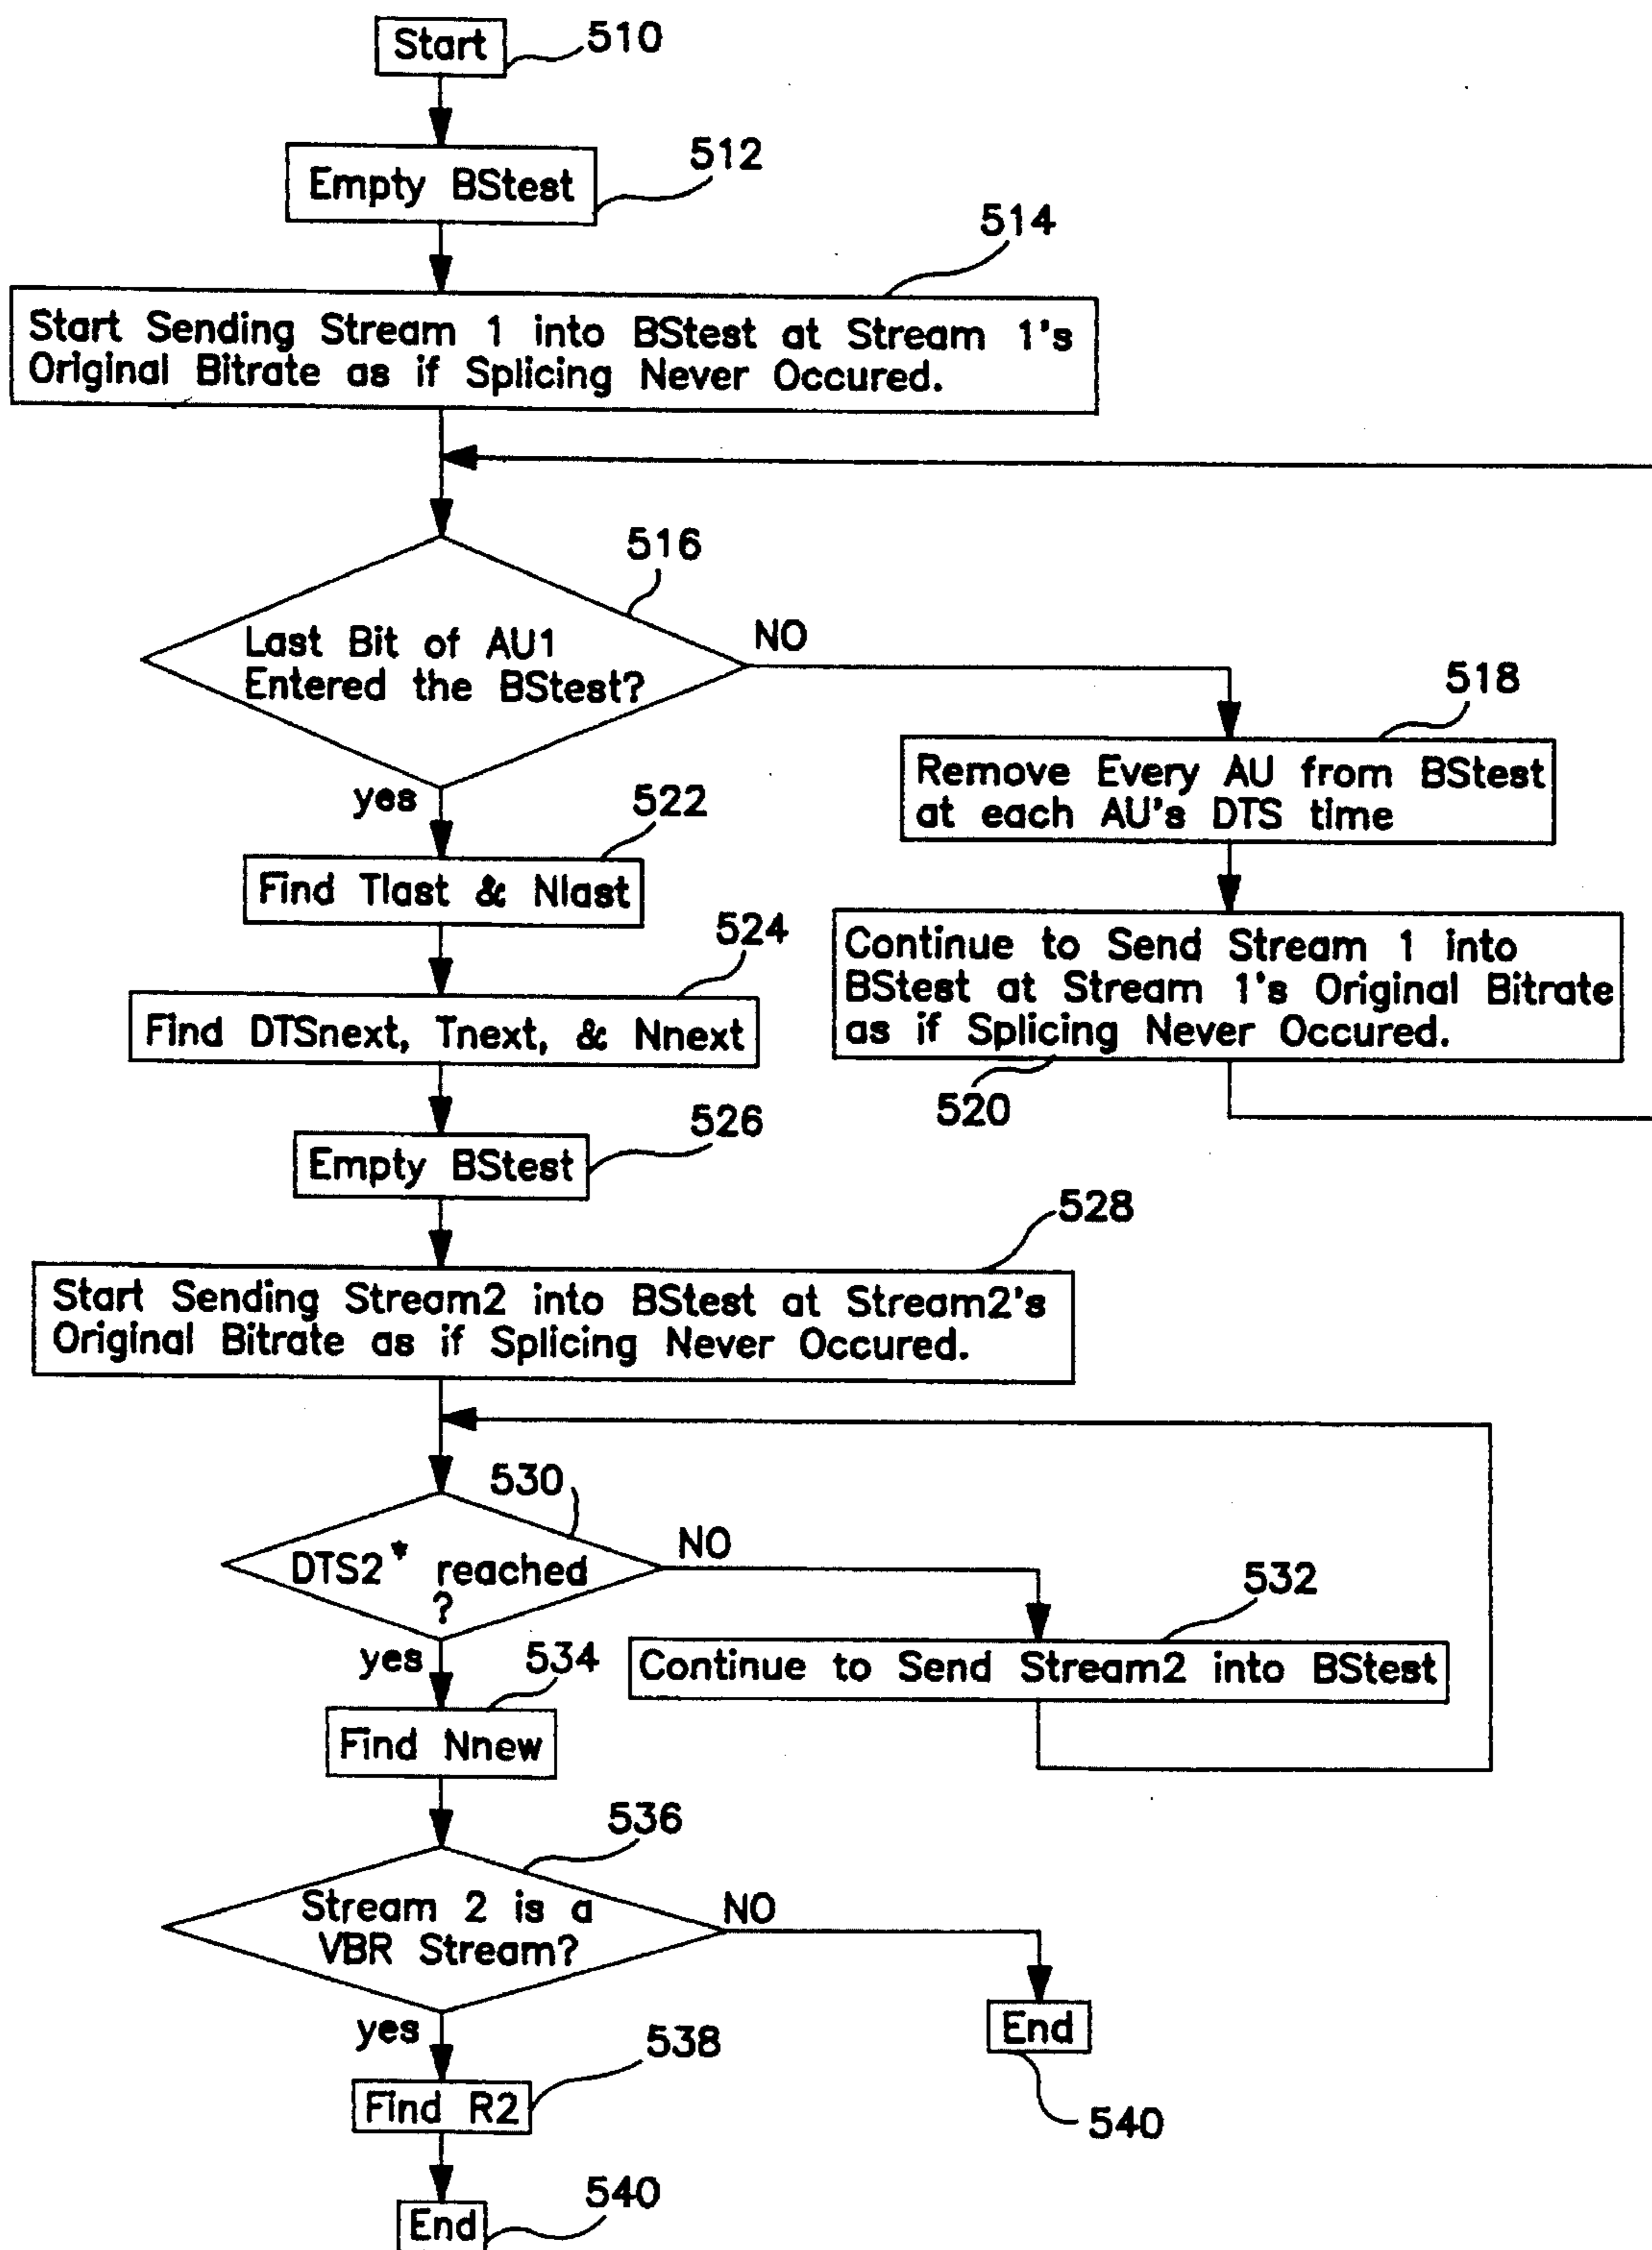 Start
510
Empty BStest
512
514
Start Sending Stream 1 into BStest at Stream 1's
Original Bitrate as if Splicing Never Occured.
516
Last Bit of AU1
Entered the BStest?
NO
yes
518
Remove Every AU from BStest
at each AU's DTS time
522
Find Tlast & Nlast
Continue to Send Stream 1 into
BStest at Stream 1's Original Bitrate
as if Splicing Never Occured.
520
524
Find DTSnext, Tnext, & Nnext
526
Empty BStest
528
Start Sending Stream2 into BStest at Stream2's
Original Bitrate as if Splicing Never Occured.
530
DTS2* reached
?
NO
yes
532
Continue to Send Stream2 into BStest
534
Find Nnew
536
Stream 2 is a
VBR Stream?
NO
yes
End
540
538
Find R2
End
540